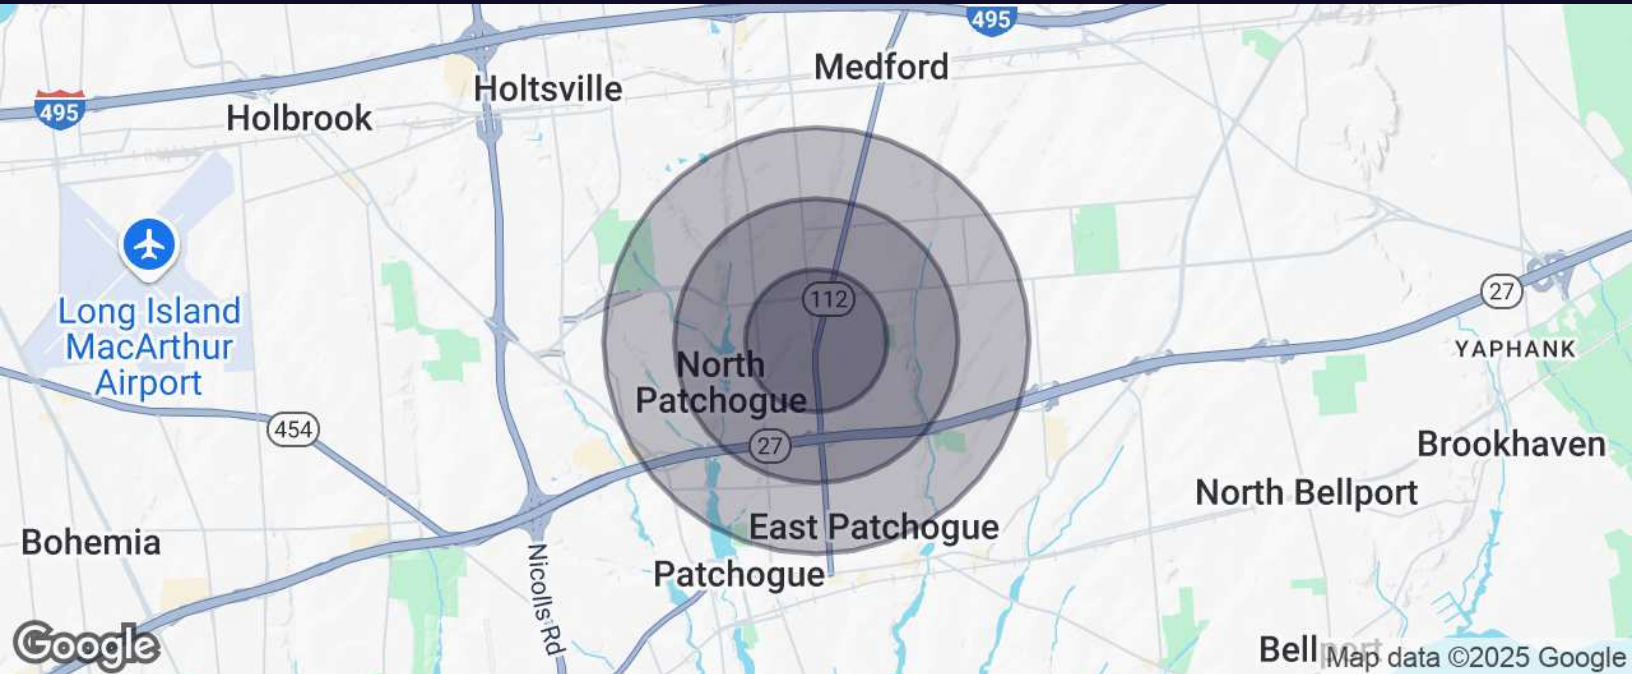 495
Medford
Holtsville
495
Holbrook
112
27
Long Island
MacArthur
Airport
YAPHANK
North
Patchogue
454
27
Brookhaven
North Bellport
East Patchogue
Bohemia
Nicolls Rd
Patchogue
Google
Bellport
Map data ©2025 Google